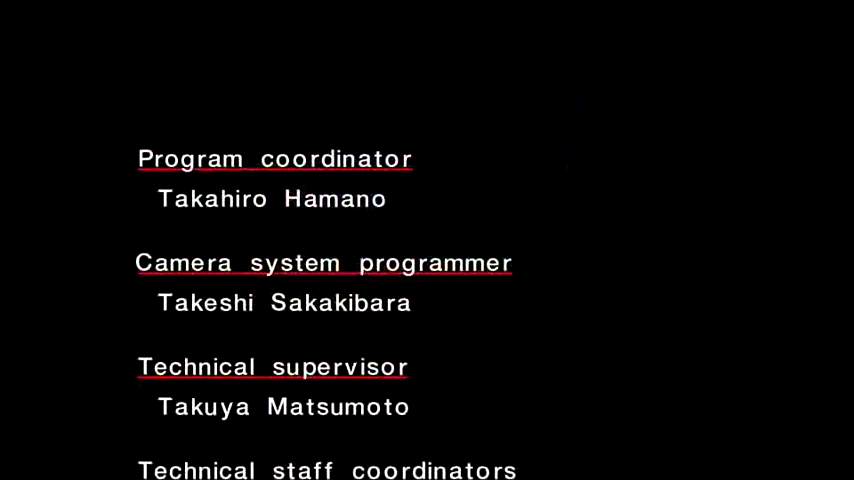 Program coordinator
Takahiro Hamano
Camera system programmer
Takeshi Sakakibara
Technical supervisor
Takuya Matsumoto
Technical staff coordinators